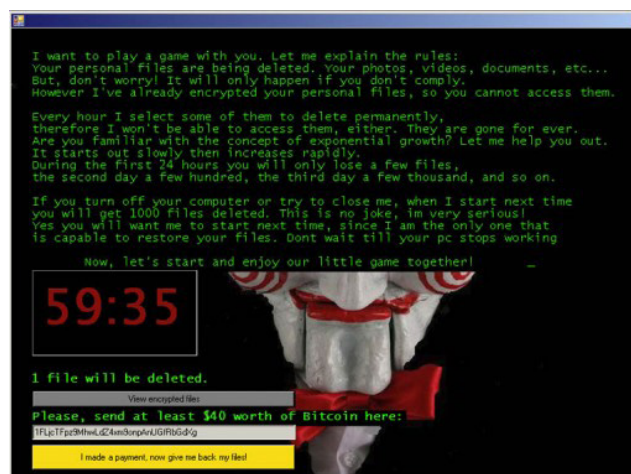 I want to play a game with you. Let me explain the rules:
Your personal files are being deleted. Your photos, videos, documents, etc...
But, don't worry! It will only happen if you don't comply.
However I've already encrypted your personal files, so you cannot access them.
Every hour I select some of them to delete permanently,
therefore I won't be able to access them, either. They are gone for ever.
Are you familiar with the concept of exponential growth? Let me help you out.
It starts out slowly then increases rapidly.
During the first 24 hours you will only lose a few files,
the second day a few hundred, the third day a few thousand, and so on.
If you turn off your computer or try to close me, when I start next time
you will get 1000 files deleted. This is no joke, im very serious!
Yes you will want me to start next time, since I am the only one that
is capable to restore your files. Dont wait till your pc stops working
Now, let's start and enjoy our little game together! _
59:35
1 file will be deleted.
View encrypted files
Please, send at least $40 worth of Bitcoin here:
I made a payment, now give me back my files!